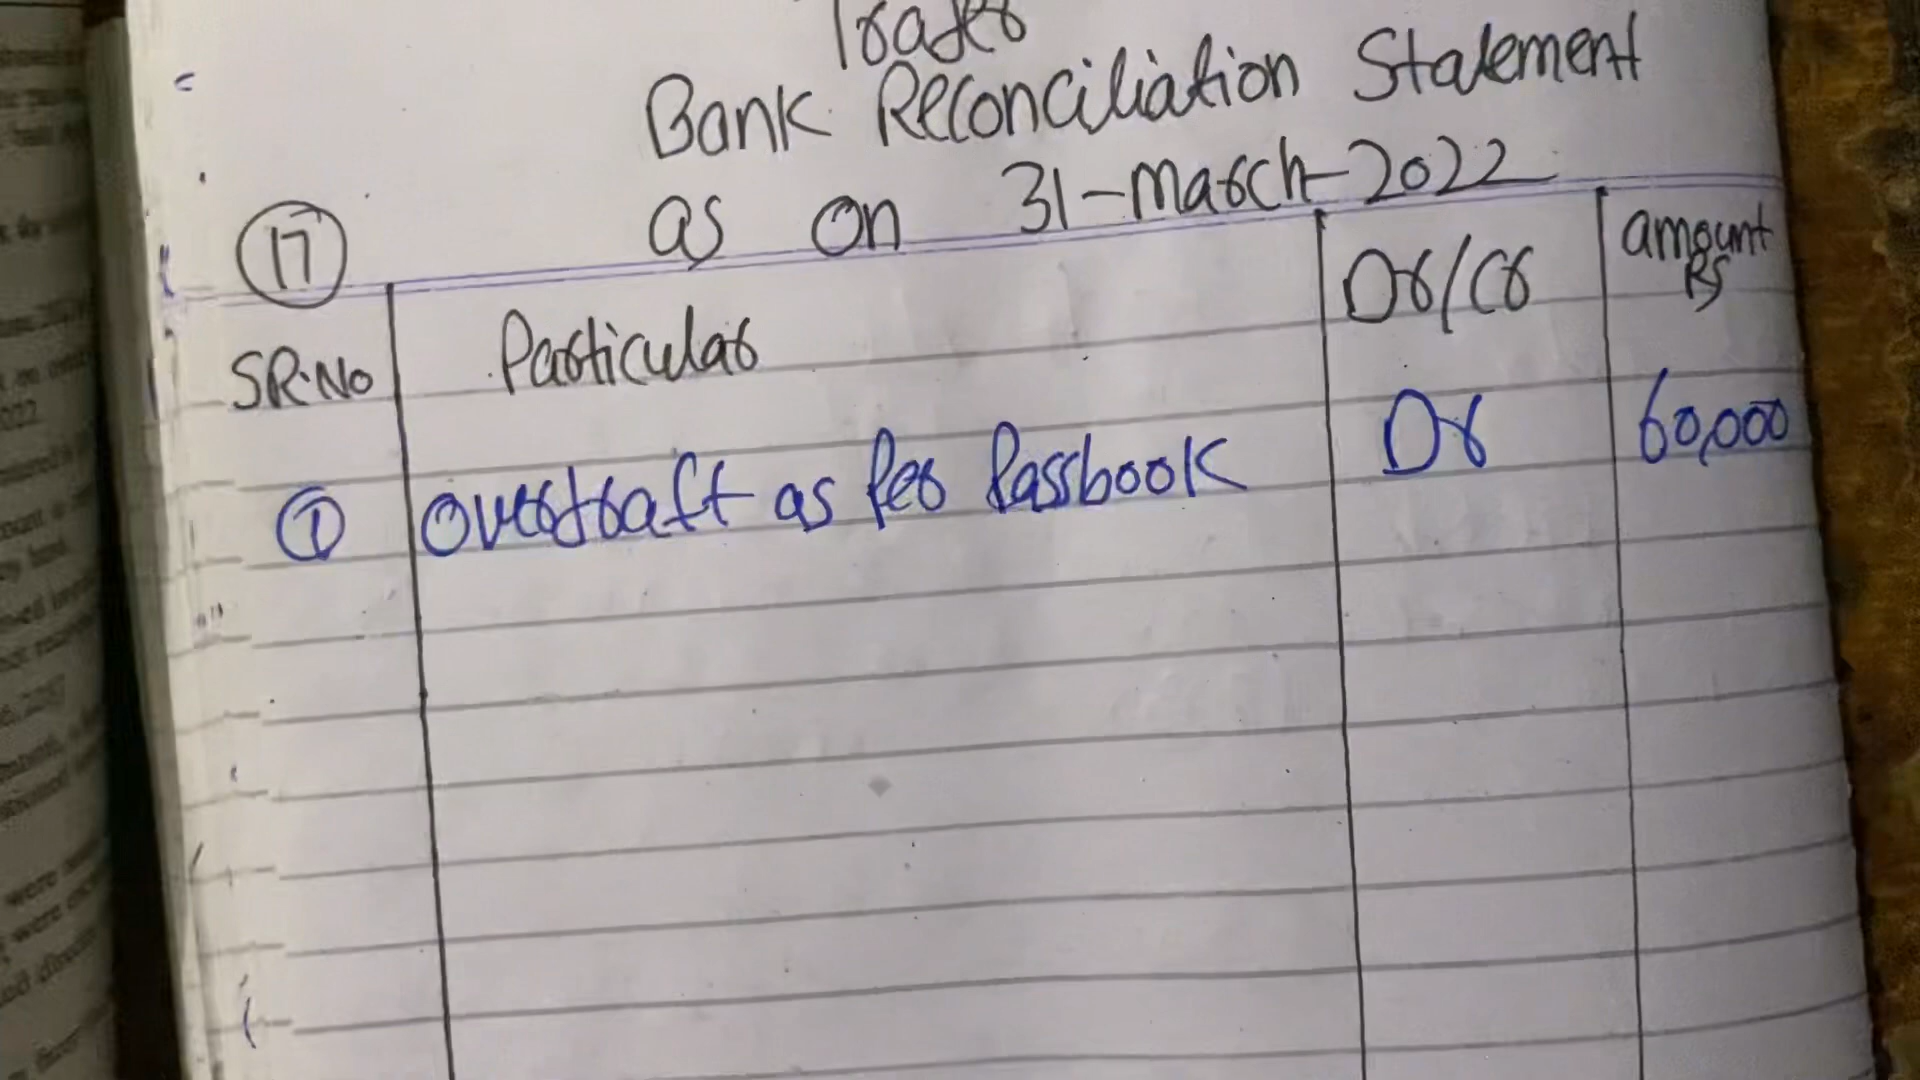 Trader
Bank Reconciliation Statement
as on 31-March-2022
17
SR.No Particular Dr/Cr amount Rs
1 overdraft as Per Passbook Dr 60,000